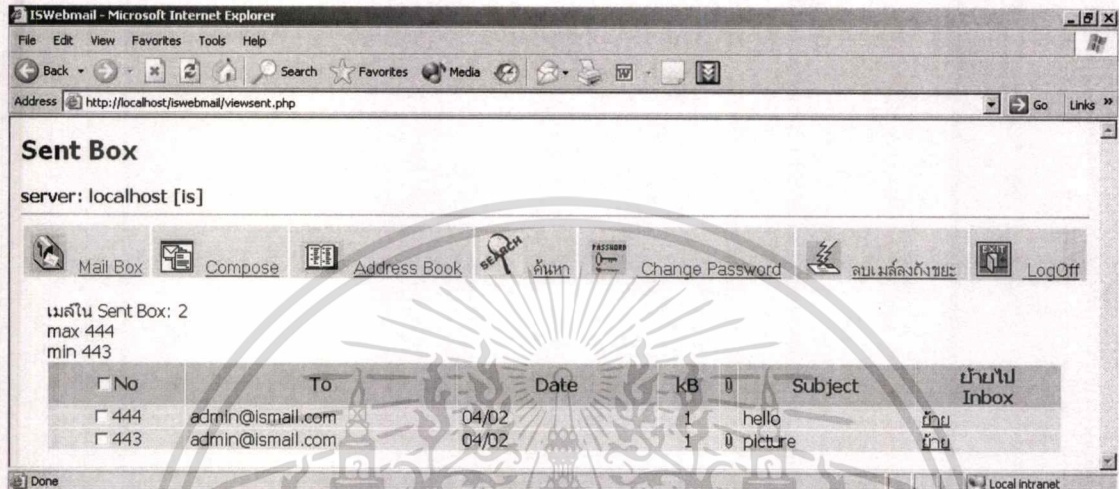 ISWebmail - Microsoft Internet Explorer
File Edit View Favorites Tools Help
Back Search Favorites Media
Address http://localhost/iswebmail/viewsent.php Go Links »
Sent Box
server: localhost [is]
Mail Box Compose Address Book SEARCH ค้นหา PASSWORD Change Password ลบเมล์ลงถังขยะ EXIT LogOff
เมล์ใน Sent Box: 2
max 444
min 443
No To Date kB Subject ย้ายไป Inbox
444 admin@ismail.com 04/02 1 hello ย้าย
443 admin@ismail.com 04/02 1 picture ย้าย
Done Local intranet